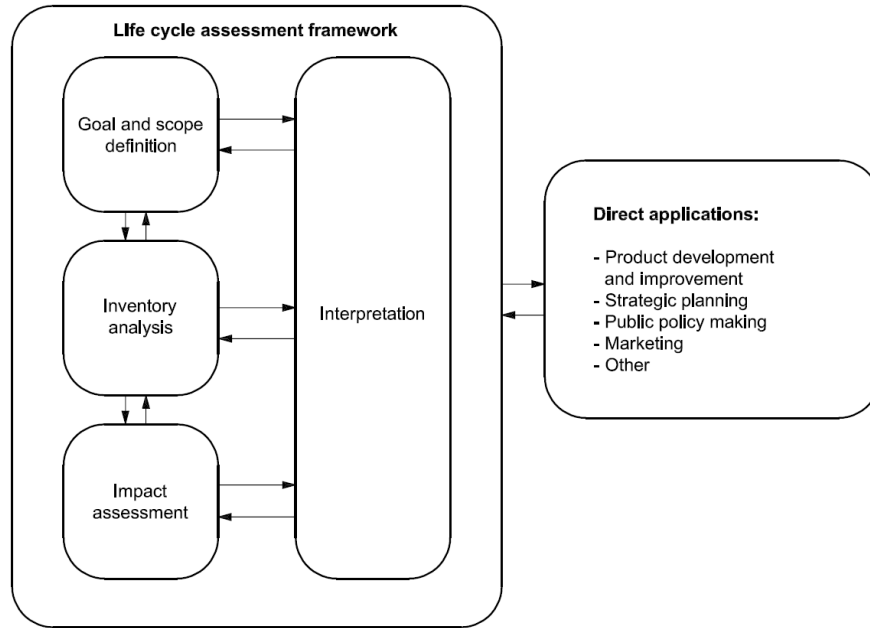 Life cycle assessment framework
Goal and scope
definition
Inventory
analysis
Impact
assessment
Interpretation
Direct applications:
- Product development
and improvement
- Strategic planning
- Public policy making
- Marketing
- Other